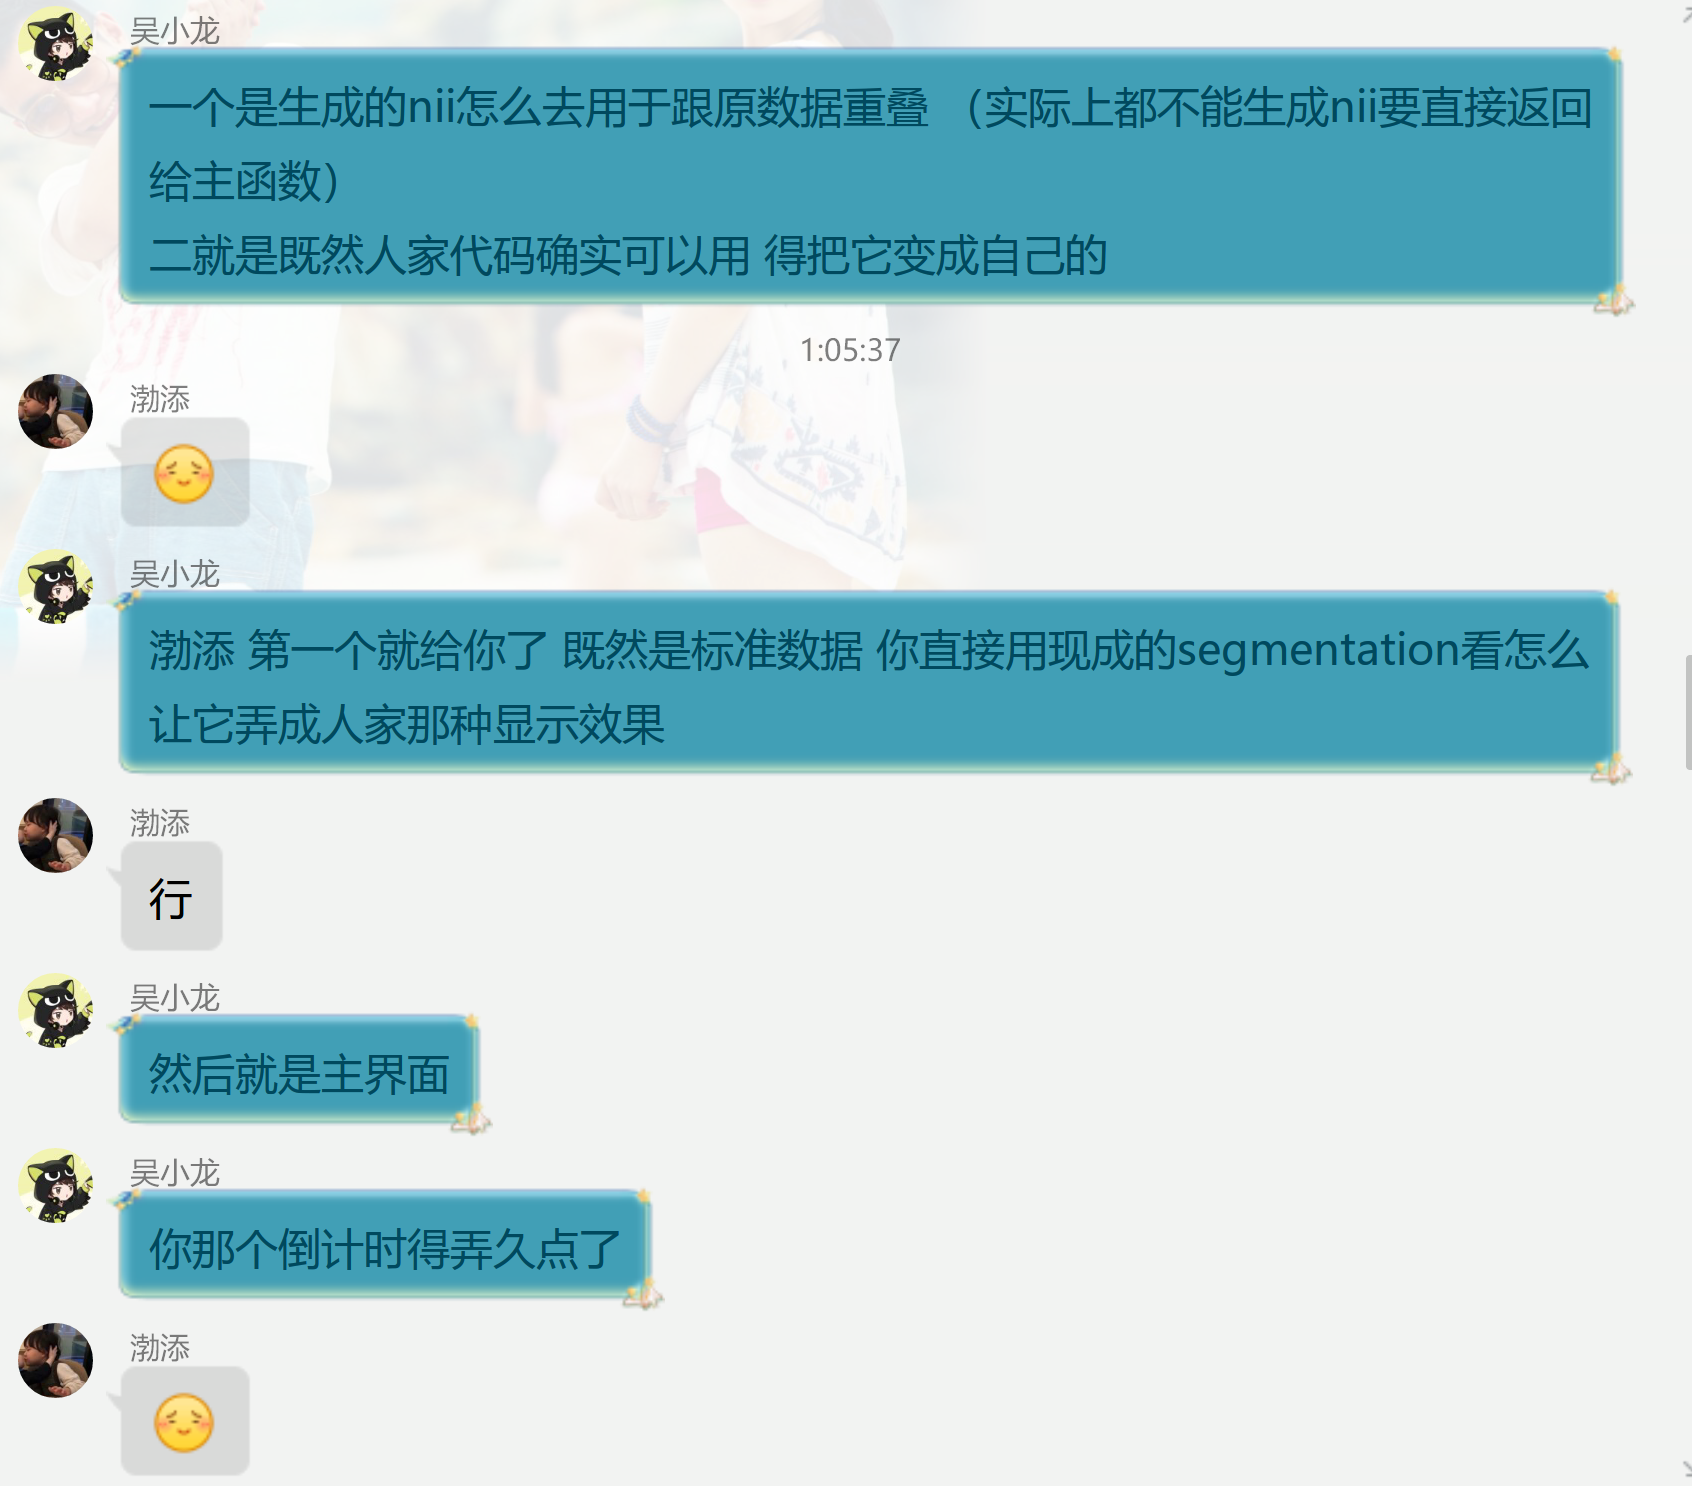 吴小龙
一个是生成的nii怎么去用于跟原数据重叠 （实际上都不能生成nii要直接返回
给主函数）
二就是既然人家代码确实可以用 得把它变成自己的
1:05:37
渤添
吴小龙
渤添 第一个就给你了 既然是标准数据 你直接用现成的segmentation看怎么
让它弄成人家那种显示效果
渤添
行
吴小龙
然后就是主界面
吴小龙
你那个倒计时得弄久点了
渤添